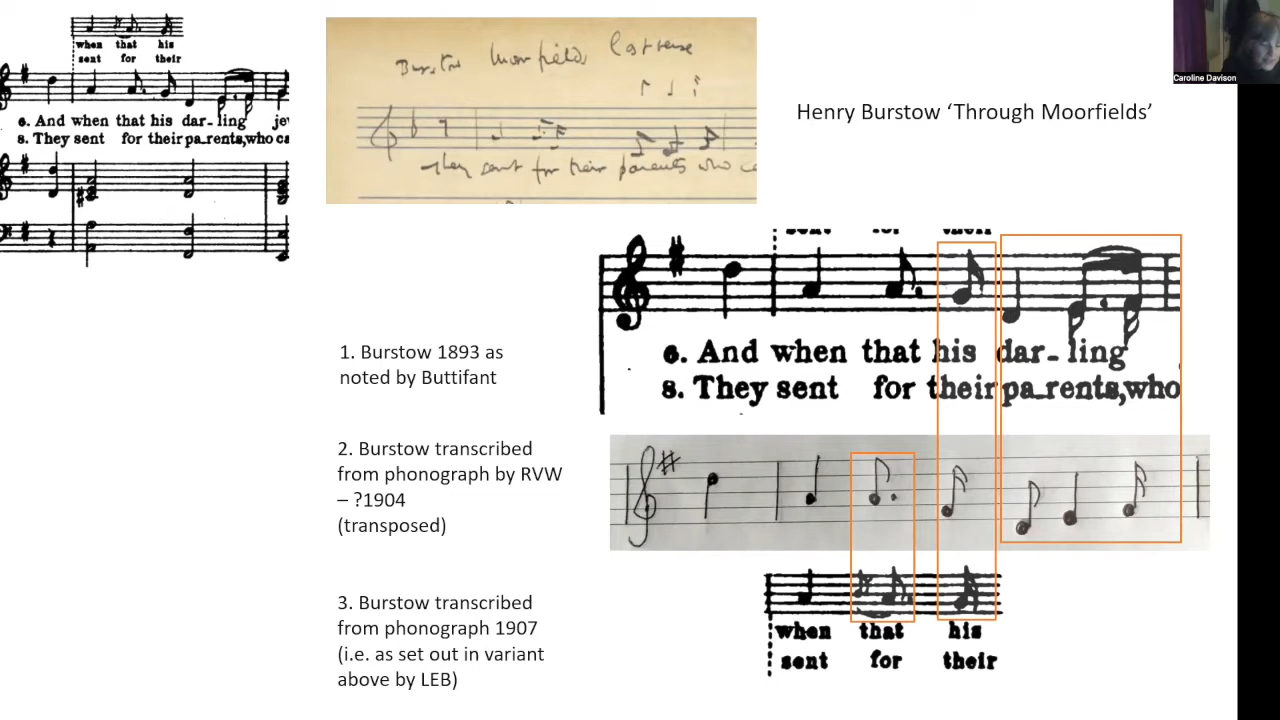 when that his
sent for their
6. And when that his dar-ling
8. They sent for their pa-rents, who
They sent for their parents who
Henry Burstow ‘Through Moorfields’
Caroline Davison
1. Burstow 1893 as
noted by Buttifant
2. Burstow transcribed
from phonograph by RVW
– ?1904
(transposed)
3. Burstow transcribed
from phonograph 1907
(i.e. as set out in variant
above by LEB)
6. And when that his dar-ling
8. They sent for their pa-rents, who
when that his
sent for their